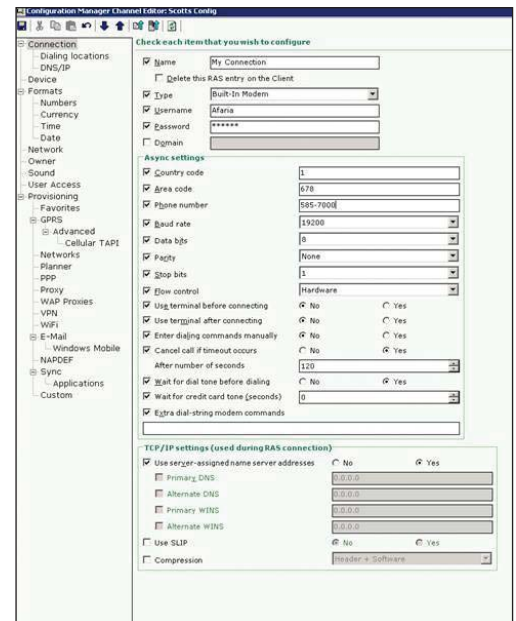 Configuration Manager Channel Editor: Scotts Config
Connection
Dialing locations
DNS/IP
Device
Formats
Numbers
Currency
Time
Date
Network
Owner
Sound
User Access
Provisioning
Favorites
GPRS
Advanced
Cellular TAPI
Networks
Planner
PPP
Proxy
WAP Proxies
VPN
WiFi
E-Mail
Windows Mobile
NAPDEF
Sync
Applications
Custom
Check each item that you wish to configure
Name My Connection
Delete this RAS entry on the Client
Type Built-In Modem
Username Afaria
Password ******
Domain
Async settings
Country code 1
Area code 678
Phone number 585-7000
Baud rate 19200
Data bits 8
Parity None
Stop bits 1
Flow control Hardware
Use terminal before connecting No Yes
Use terminal after connecting No Yes
Enter dialing commands manually No Yes
Cancel call if timeout occurs No Yes
After number of seconds 120
Wait for dial tone before dialing No Yes
Wait for credit card tone (seconds) 0
Extra dial-string modem commands
TCP/IP settings (used during RAS connection)
Use server-assigned name server addresses No Yes
Primary DNS 0.0.0.0
Alternate DNS 0.0.0.0
Primary WINS 0.0.0.0
Alternate WINS 0.0.0.0
Use SLIP No Yes
Compression Header + Software